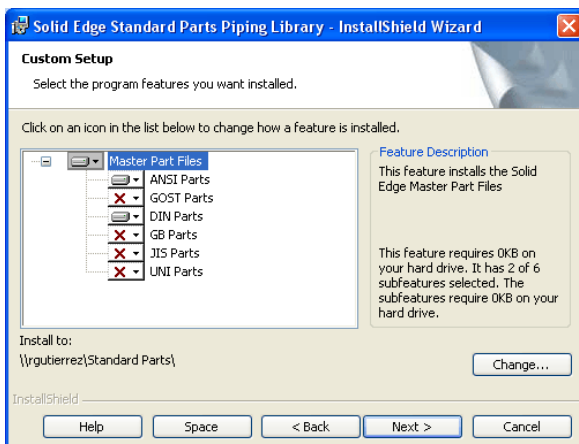 Solid Edge Standard Parts Piping Library - InstallShield Wizard
Custom Setup
Select the program features you want installed.
Click on an icon in the list below to change how a feature is installed.
Master Part Files
ANSI Parts
GOST Parts
DIN Parts
GB Parts
JIS Parts
UNI Parts
Feature Description
This feature installs the Solid
Edge Master Part Files
This feature requires 0KB on
your hard drive. It has 2 of 6
subfeatures selected. The
subfeatures require 0KB on your
hard drive.
Install to:
\\rgutierrez\Standard Parts\
Change...
InstallShield
Help
Space
< Back
Next >
Cancel